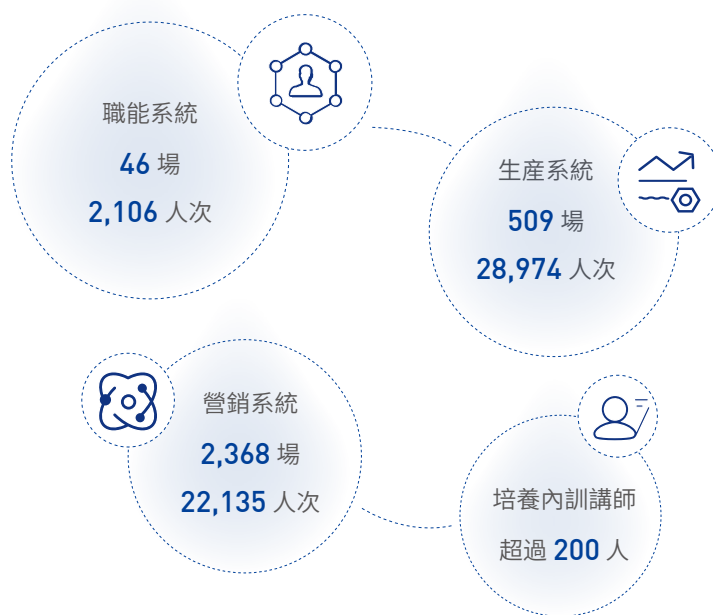 職能系統
46 場
2,106 人次
生産系統
509 場
28,974 人次
營銷系統
2,368 場
22,135 人次
培養內訓講師
超過 200 人